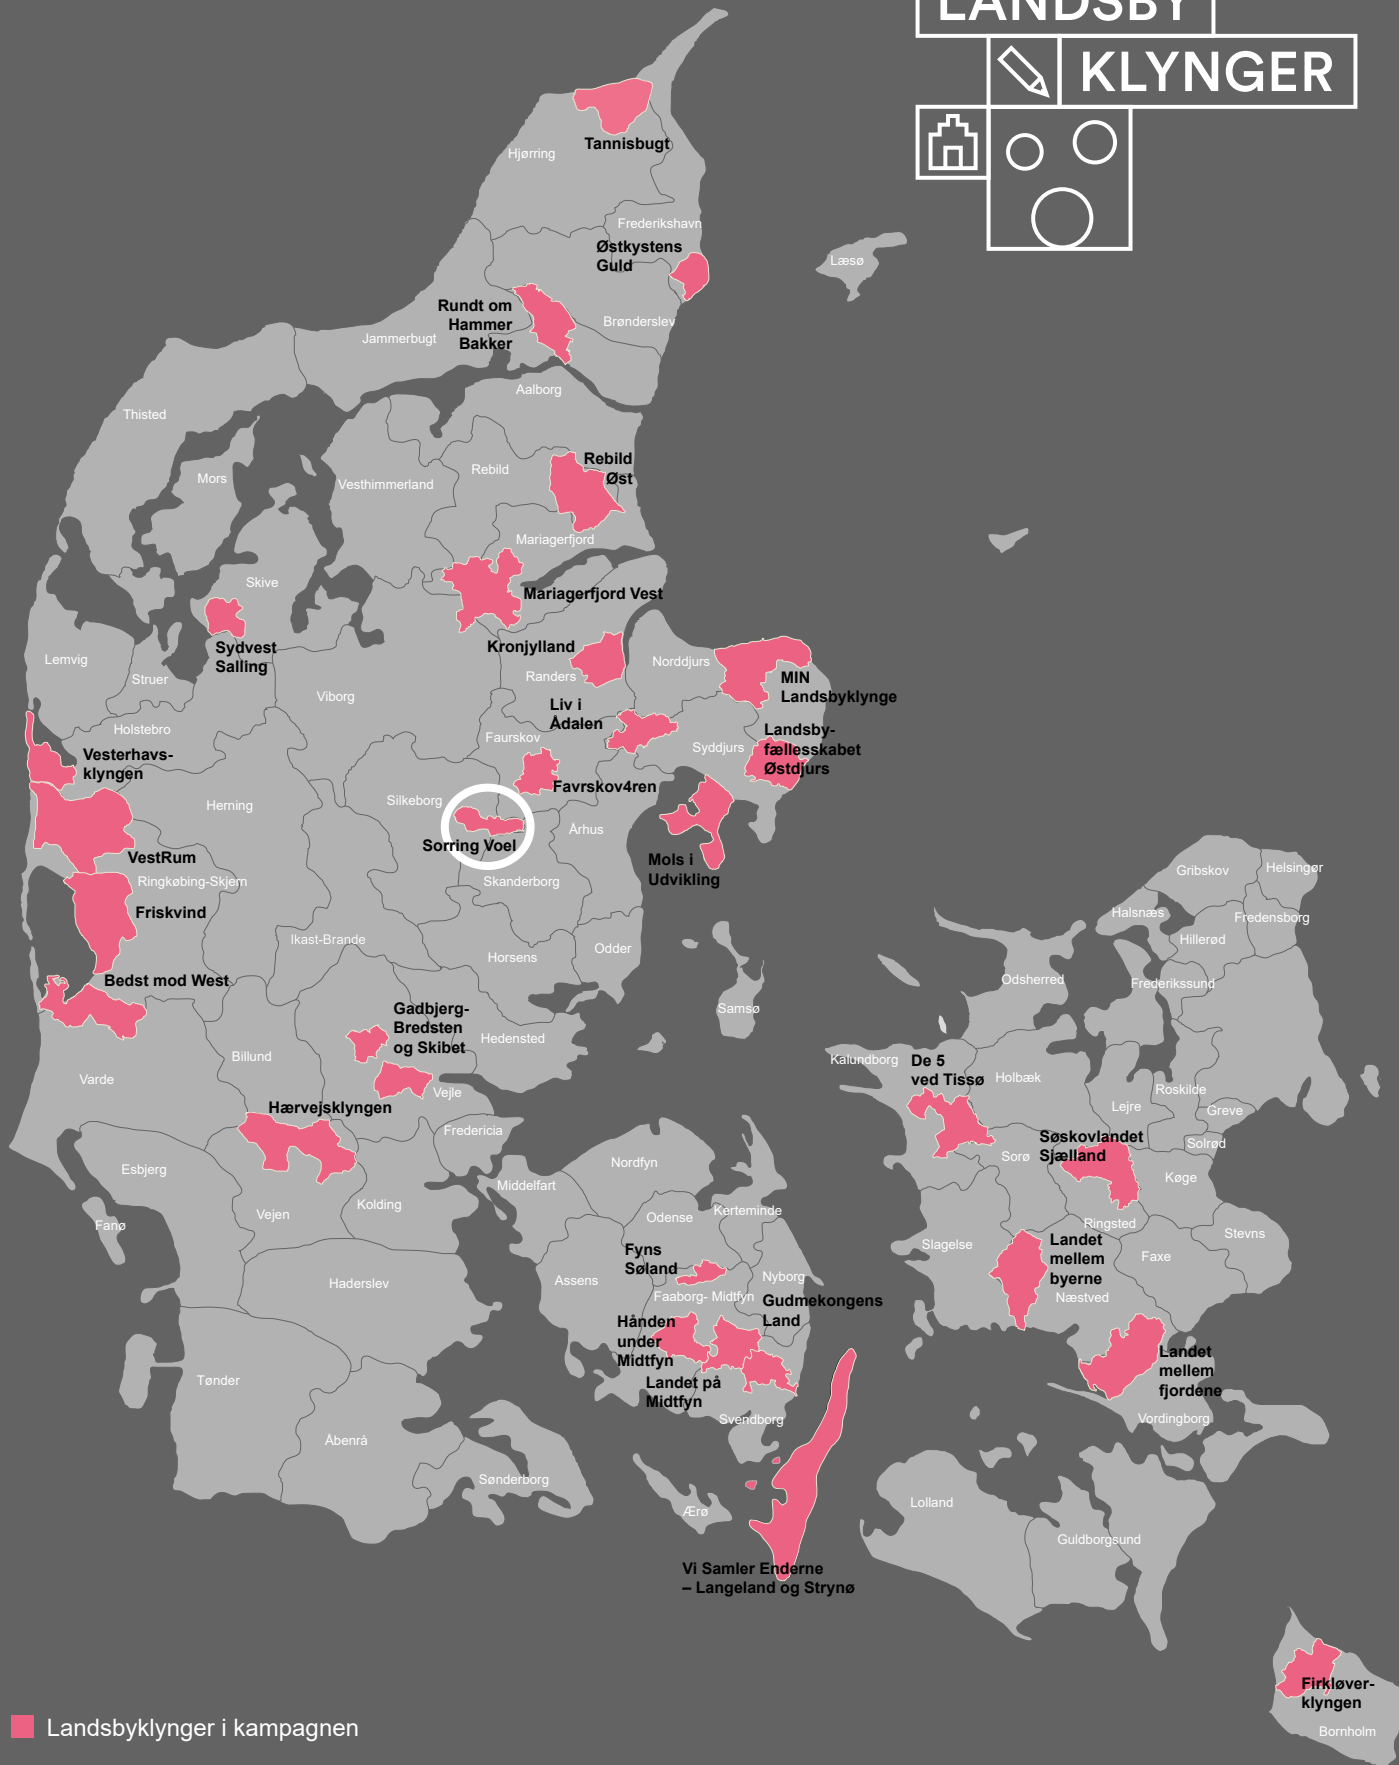 LANDSBY
KLYNGER
Tannisbugt
Hjørring
Frederikshavn
Østkystens
Guld
Læsø
Rundt om
Hammer
Bakker
Brønderslev
Jammerbugt
Aalborg
Thisted
Rebild
Øst
Rebild
Mors
Vesthimmerland
Mariagerfjord
Skive
Mariagerfjord Vest
Sydvest
Salling
Kronjylland
Lemvig
Norddjurs
Struer
Randers
MIN
Landsbyklynge
Viborg
Liv i
Ådalen
Holstebro
Faurskov
Syddjurs
Landsby-
fællesskabet
Østdjurs
Vesterhavs-
klyngen
Favrskov4ren
Silkeborg
Herning
Århus
Sorring Voel
VestRum
Mols i
Udvikling
Ringkøbing-Skjern
Skanderborg
Gribskov
Helsingør
Friskvind
Halsnæs
Fredensborg
Ikast-Brande
Hillerød
Odder
Horsens
Bedst mod West
Odsherred
Frederikssund
Gadbjerg-
Bredsten
og Skibet
Samsø
Hedensted
Billund
Kalundborg
De 5
ved Tissø
Varde
Holbæk
Vejle
Roskilde
Lejre
Greve
Hærvejsklyngen
Fredericia
Søskovlandet
Sjælland
Solrød
Sorø
Esbjerg
Nordfyn
Køge
Middelfart
Kolding
Kerteminde
Vejen
Odense
Fanø
Ringsted
Stevns
Slagelse
Landet
mellem
byerne
Fyns
Søland
Faxe
Assens
Nyborg
Haderslev
Faaborg- Midtfyn
Næstved
Gudmekongens
Land
Hånden
under
Midtfyn
Landet
mellem
fjordene
Tønder
Landet på
Midtfyn
Svendborg
Vordingborg
Åbenrå
Sønderborg
Lolland
Ærø
Guldborgsund
Vi Samler Enderne
– Langeland og Strynø
Firkløver-
klyngen
Landsbyklynger i kampagnen
Bornholm